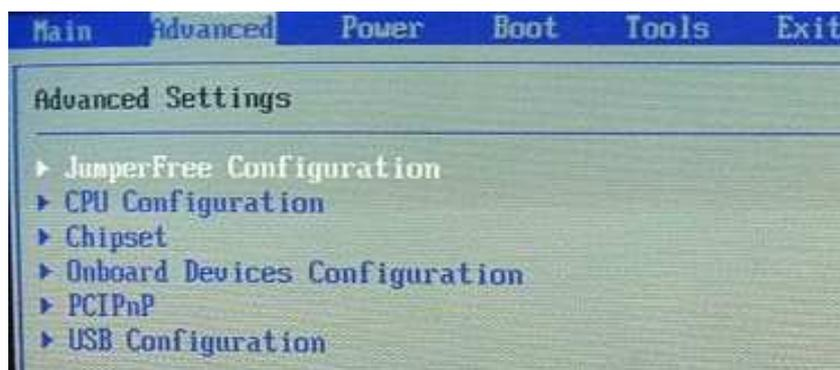 Main Advanced Power Boot Tools Exit
Advanced Settings
JumperFree Configuration
CPU Configuration
Chipset
Onboard Devices Configuration
PCIPnP
USB Configuration